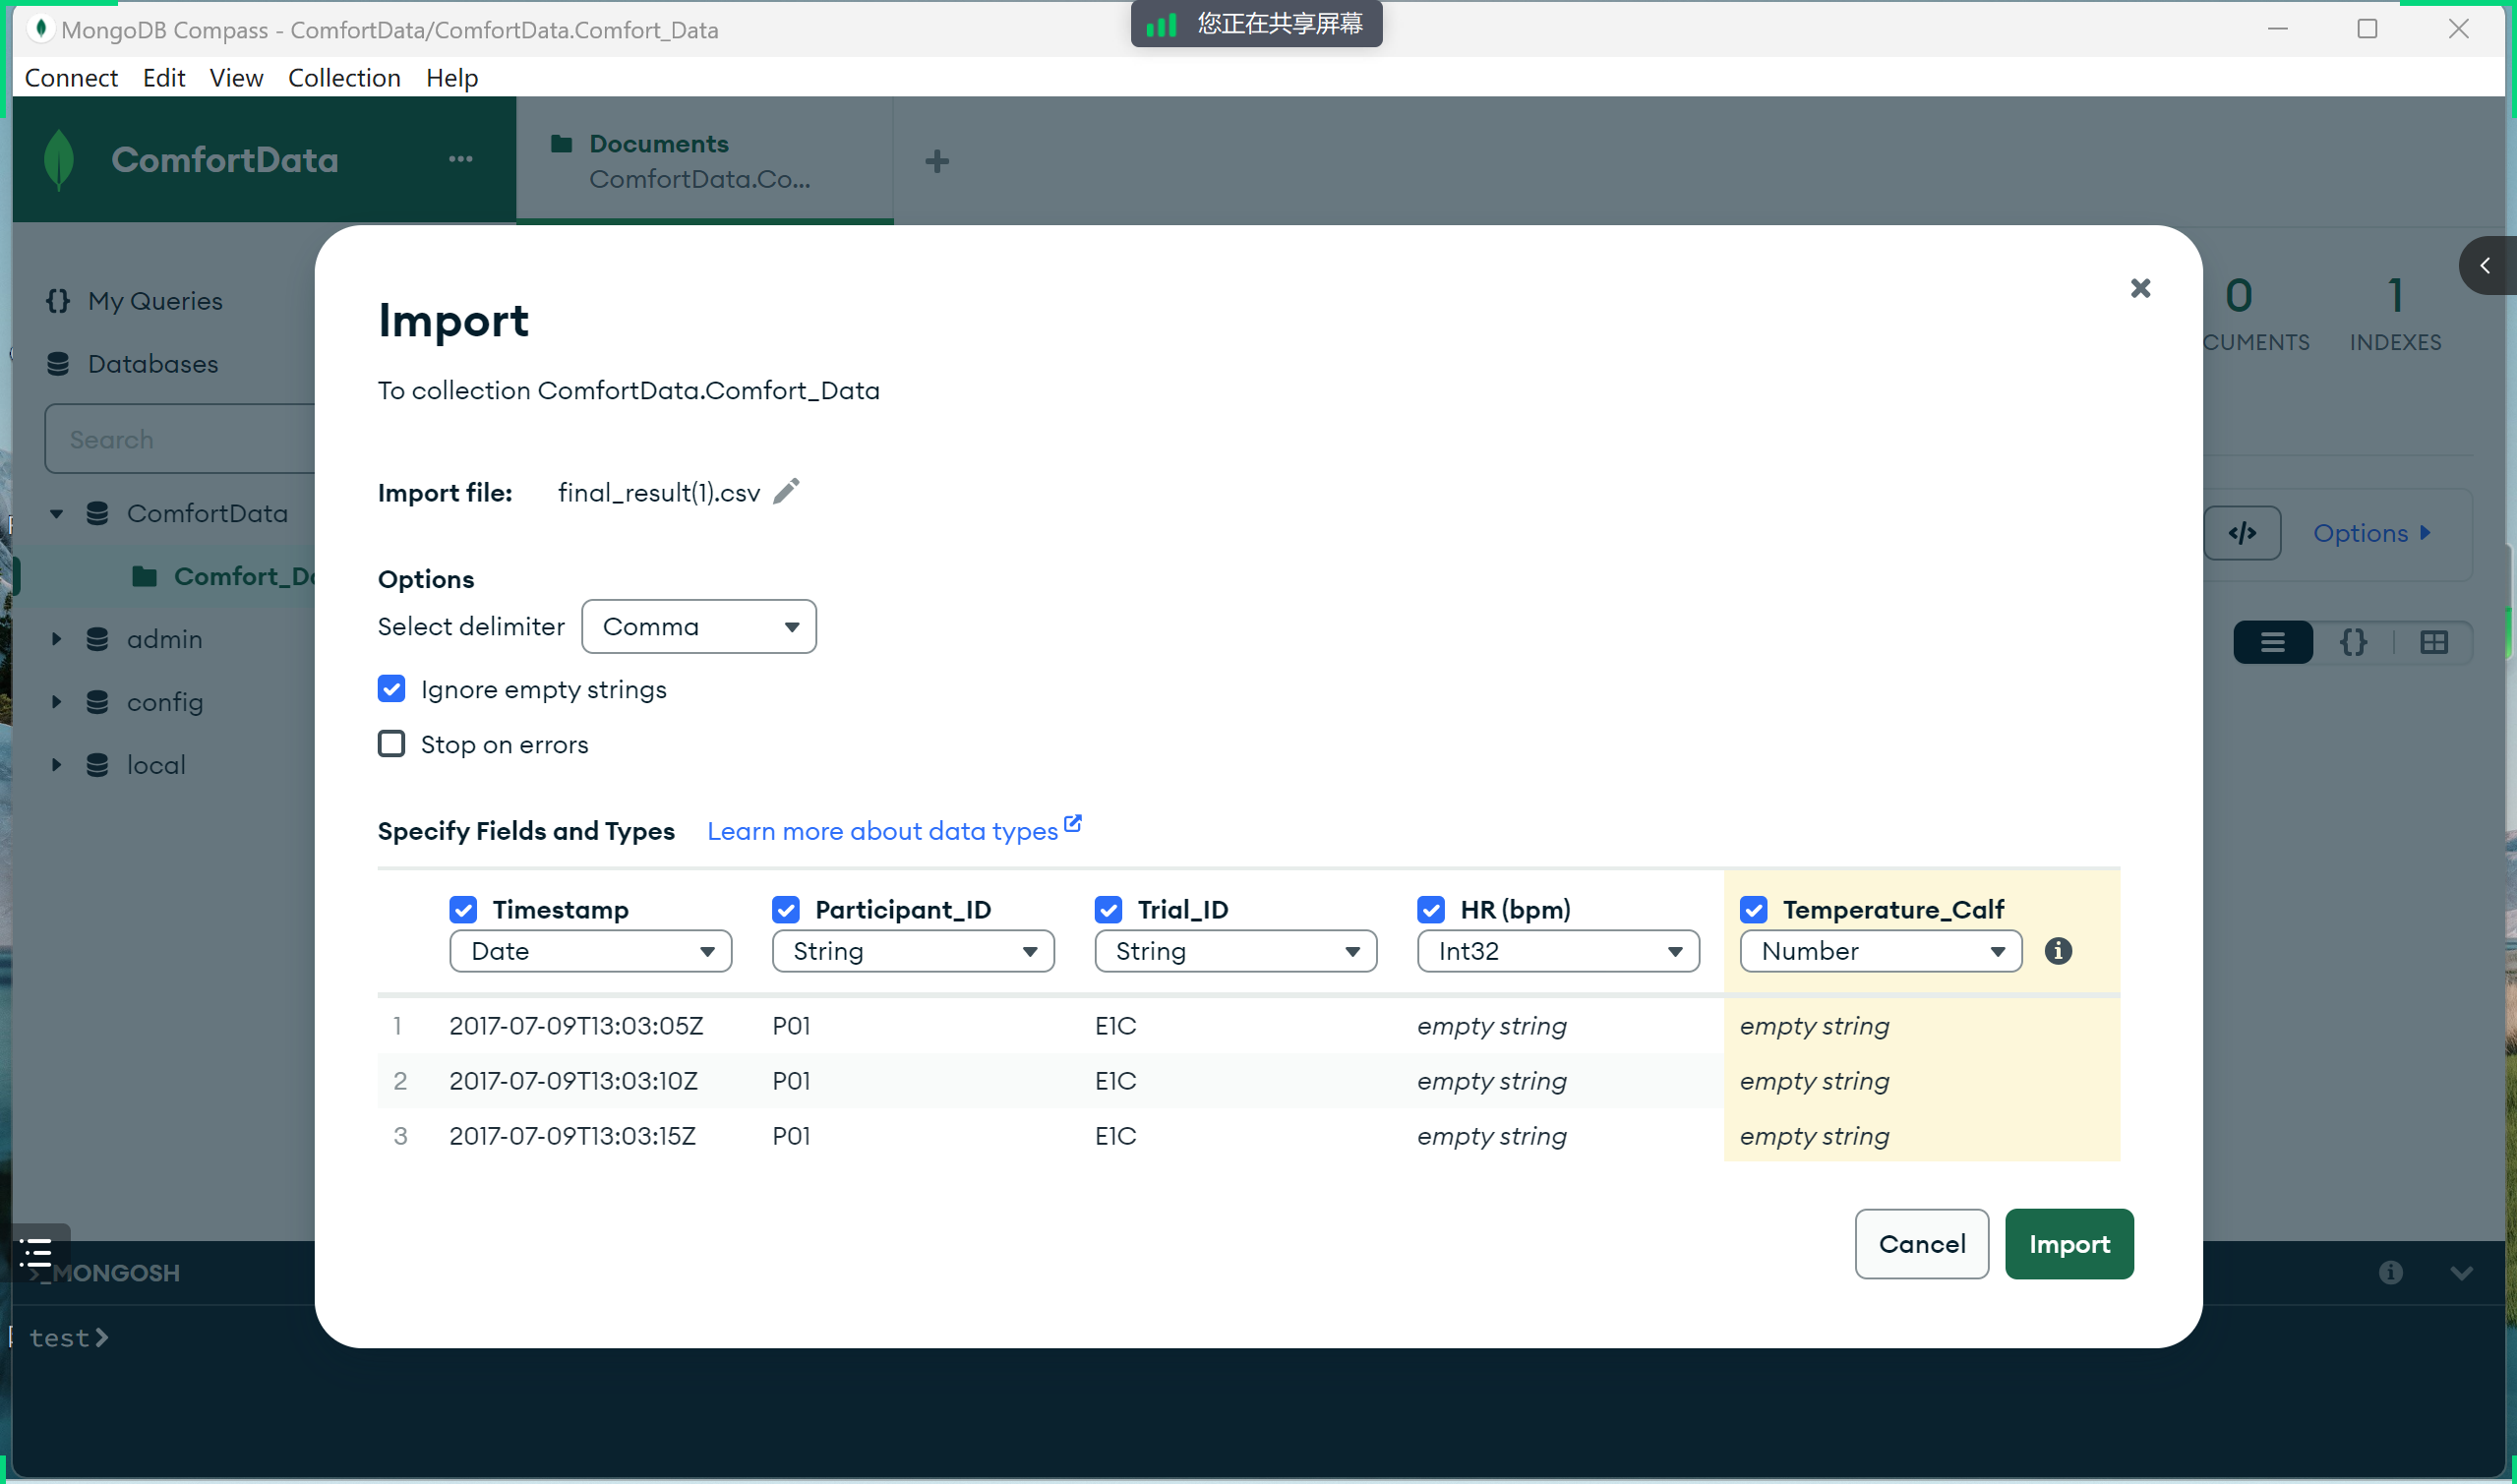 MongoDB Compass - ComfortData/ComfortData.Comfort_Data
您正在共享屏幕
Connect Edit View Collection Help
ComfortData
Documents
ComfortData.Co...
My Queries
Databases
Search
ComfortData
admin
config
local
0
1
INDEXES
</>
Options
Import
To collection ComfortData.Comfort_Data
Import file: final_result(1).csv
Options
Select delimiter Comma
Ignore empty strings
Stop on errors
Specify Fields and Types Learn more about data types
Timestamp Participant_ID Trial_ID HR (bpm) Temperature_Calf
Date String String Int32 Number
1 2017-07-09T13:03:05Z P01 E1C empty string empty string
2 2017-07-09T13:03:10Z P01 E1C empty string empty string
3 2017-07-09T13:03:15Z P01 E1C empty string empty string
Cancel Import
>_MONGOSH
test>